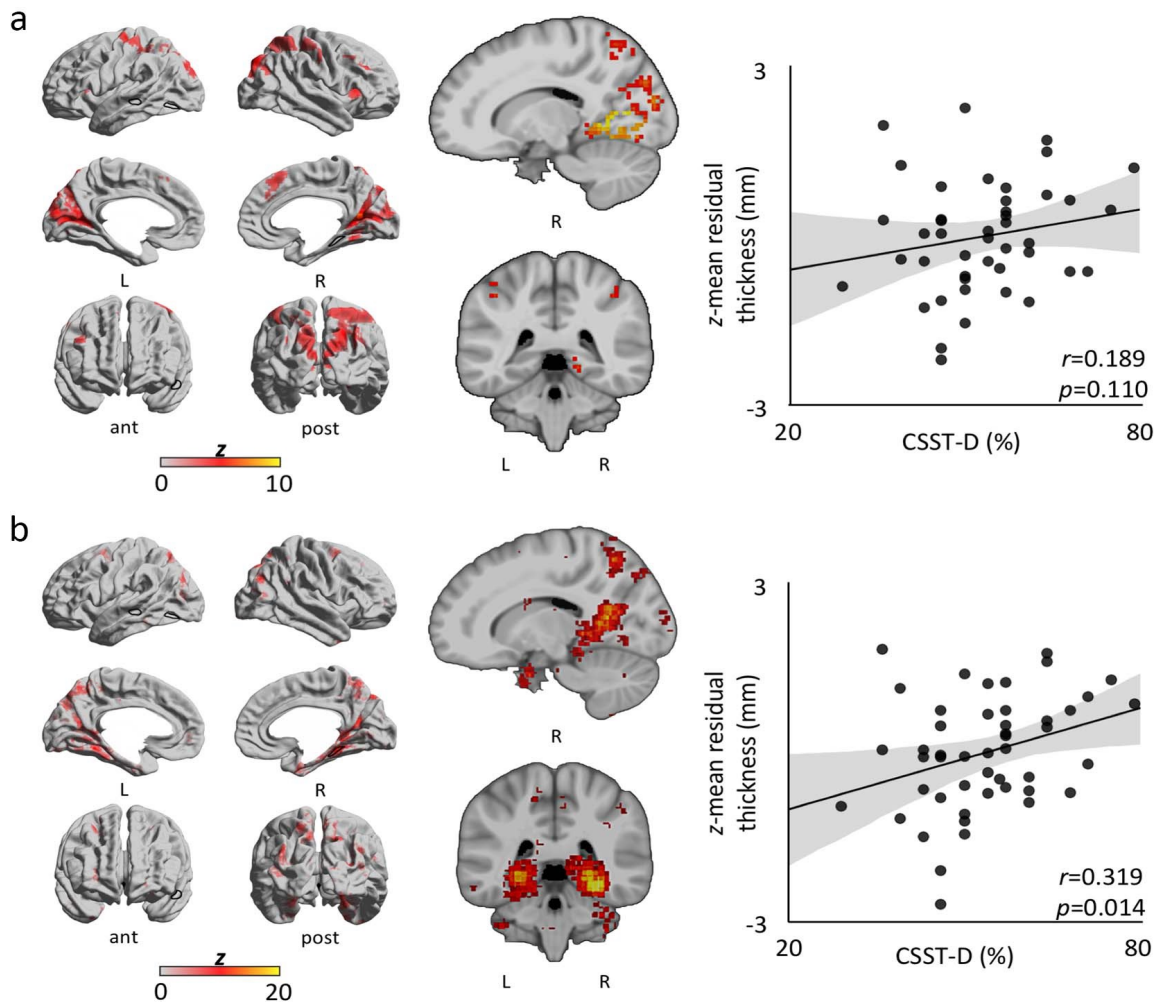 a
L R
ant post
z
0 10
R
L R
3
z-mean residual
thickness (mm)
-3
r=0.189
p=0.110
20 80
CSST-D (%)
b
L R
ant post
z
0 20
R
L R
3
z-mean residual
thickness (mm)
-3
r=0.319
p=0.014
20 80
CSST-D (%)